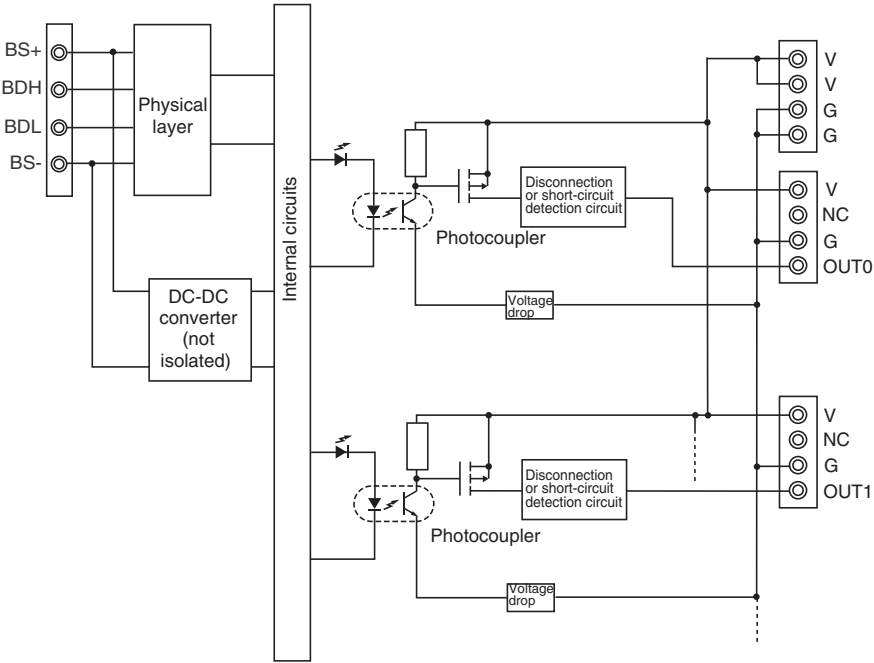 BS+
BDH
BDL
BS-
Physical
layer
DC-DC
converter
(not
isolated)
Internal circuits
Photocoupler
Disconnection
or short-circuit
detection circuit
Voltage
drop
V
V
G
G
V
NC
G
OUT0
Photocoupler
Disconnection
or short-circuit
detection circuit
Voltage
drop
V
NC
G
OUT1